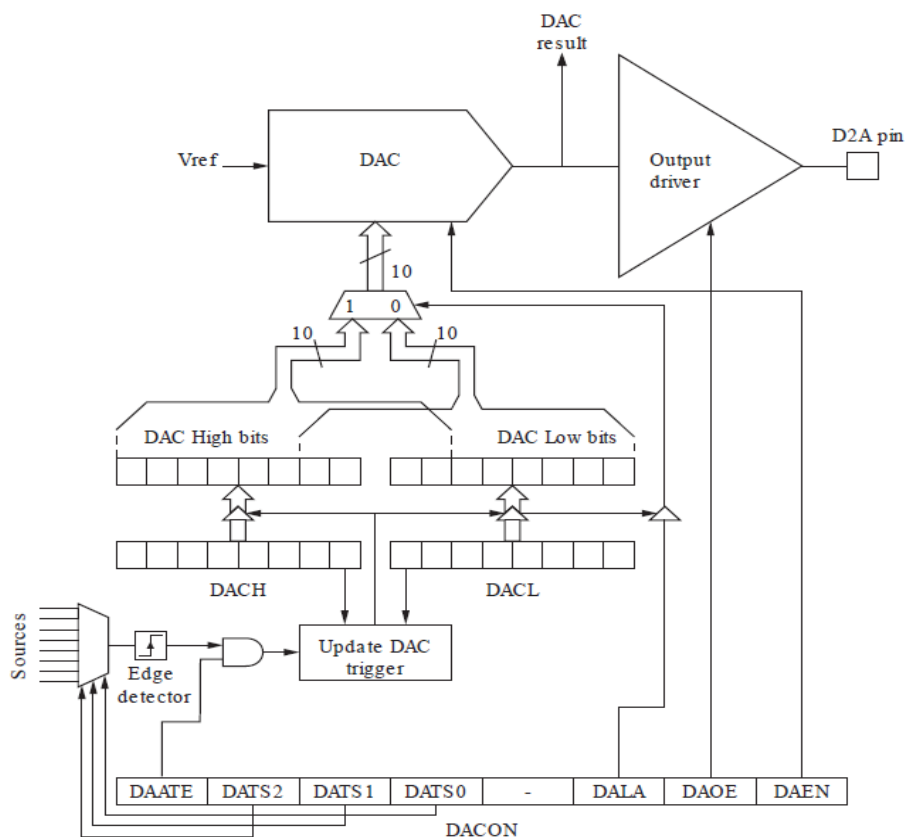 DAC
result
D2A pin
Vref
DAC
Output
driver
10
1 0
10 10
DAC High bits
DAC Low bits
DACH
DACL
Sources
Edge
detector
Update DAC
trigger
DAATE DATS2 DATS1 DATS0 - DALA DAOE DAEN
DACON